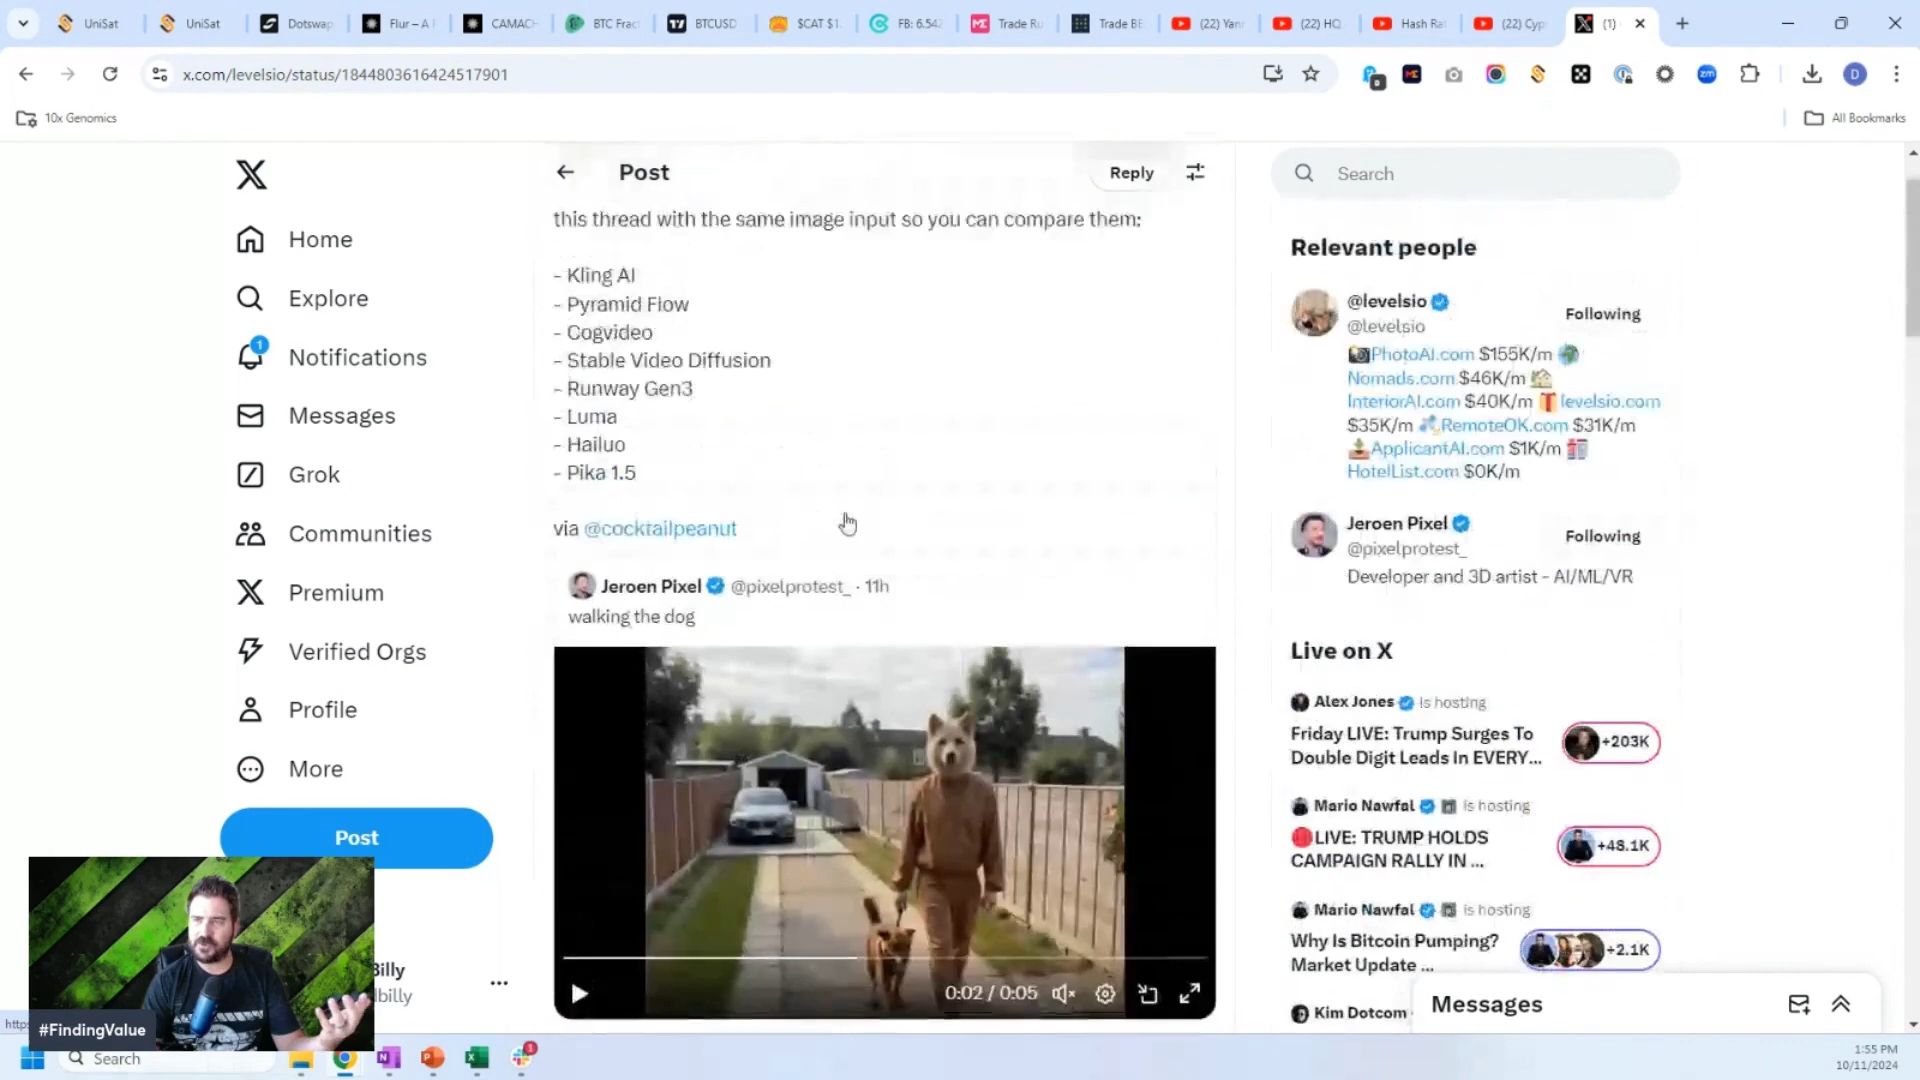 UniSat
UniSat
Dotswap
Flur – A
CAMACH
BTC Frac
BTCUSD
$CAT $1.
FB: 6.542
Trade Ru
Trade BE
(22) Yan
(22) HQ
Hash Ra
(22) Cyp
(1)
x.com/levelsio/status/1844803616424517901
10x Genomics
All Bookmarks
Home
Explore
1
Notifications
Messages
Grok
Communities
Premium
Verified Orgs
Profile
More
Post
Billy
lbilly
#FindingValue
Post
Reply
this thread with the same image input so you can compare them:
- Kling AI
- Pyramid Flow
- Cogvideo
- Stable Video Diffusion
- Runway Gen3
- Luma
- Hailuo
- Pika 1.5
via @cocktailpeanut
Jeroen Pixel @pixelprotest_ · 11h
walking the dog
0:02 / 0:05
Search
Relevant people
@levelsio
@levelsio
Following
PhotoAI.com $155K/m
Nomads.com $46K/m
InteriorAI.com $40K/m levelsio.com
$35K/m RemoteOK.com $31K/m
ApplicantAI.com $1K/m
HotelList.com $0K/m
Jeroen Pixel
@pixelprotest_
Following
Developer and 3D artist - AI/ML/VR
Live on X
Alex Jones is hosting
Friday LIVE: Trump Surges To
Double Digit Leads In EVERY...
+203K
Mario Nawfal is hosting
LIVE: TRUMP HOLDS
CAMPAIGN RALLY IN ...
+48.1K
Mario Nawfal is hosting
Why Is Bitcoin Pumping?
Market Update ...
+2.1K
Kim Dotcom
Messages
Search
1:55 PM
10/11/2024